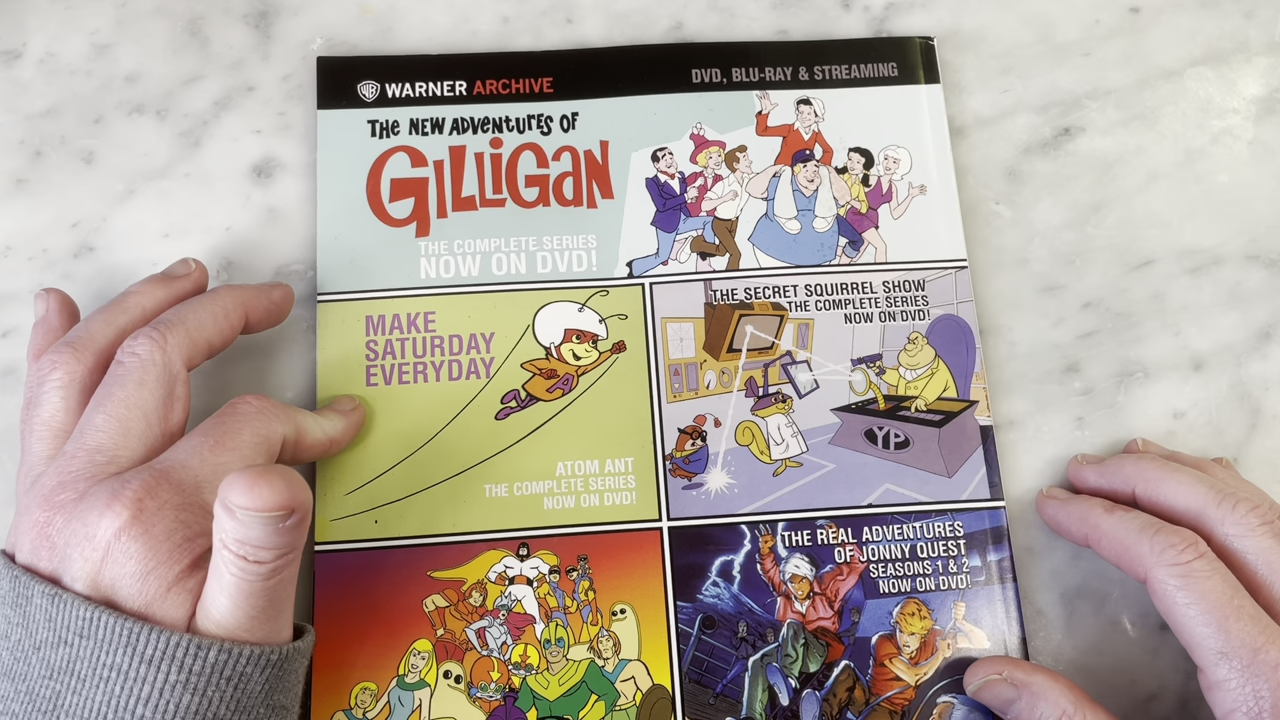 WB WARNER ARCHIVE
DVD, BLU-RAY & STREAMING
THE NEW ADVENTURES OF
GILLIGAN
THE COMPLETE SERIES
NOW ON DVD!
MAKE
SATURDAY
EVERYDAY
A
ATOM ANT
THE COMPLETE SERIES
NOW ON DVD!
THE SECRET SQUIRREL SHOW
THE COMPLETE SERIES
NOW ON DVD!
YP
THE REAL ADVENTURES
OF JONNY QUEST
SEASONS 1 & 2
NOW ON DVD!